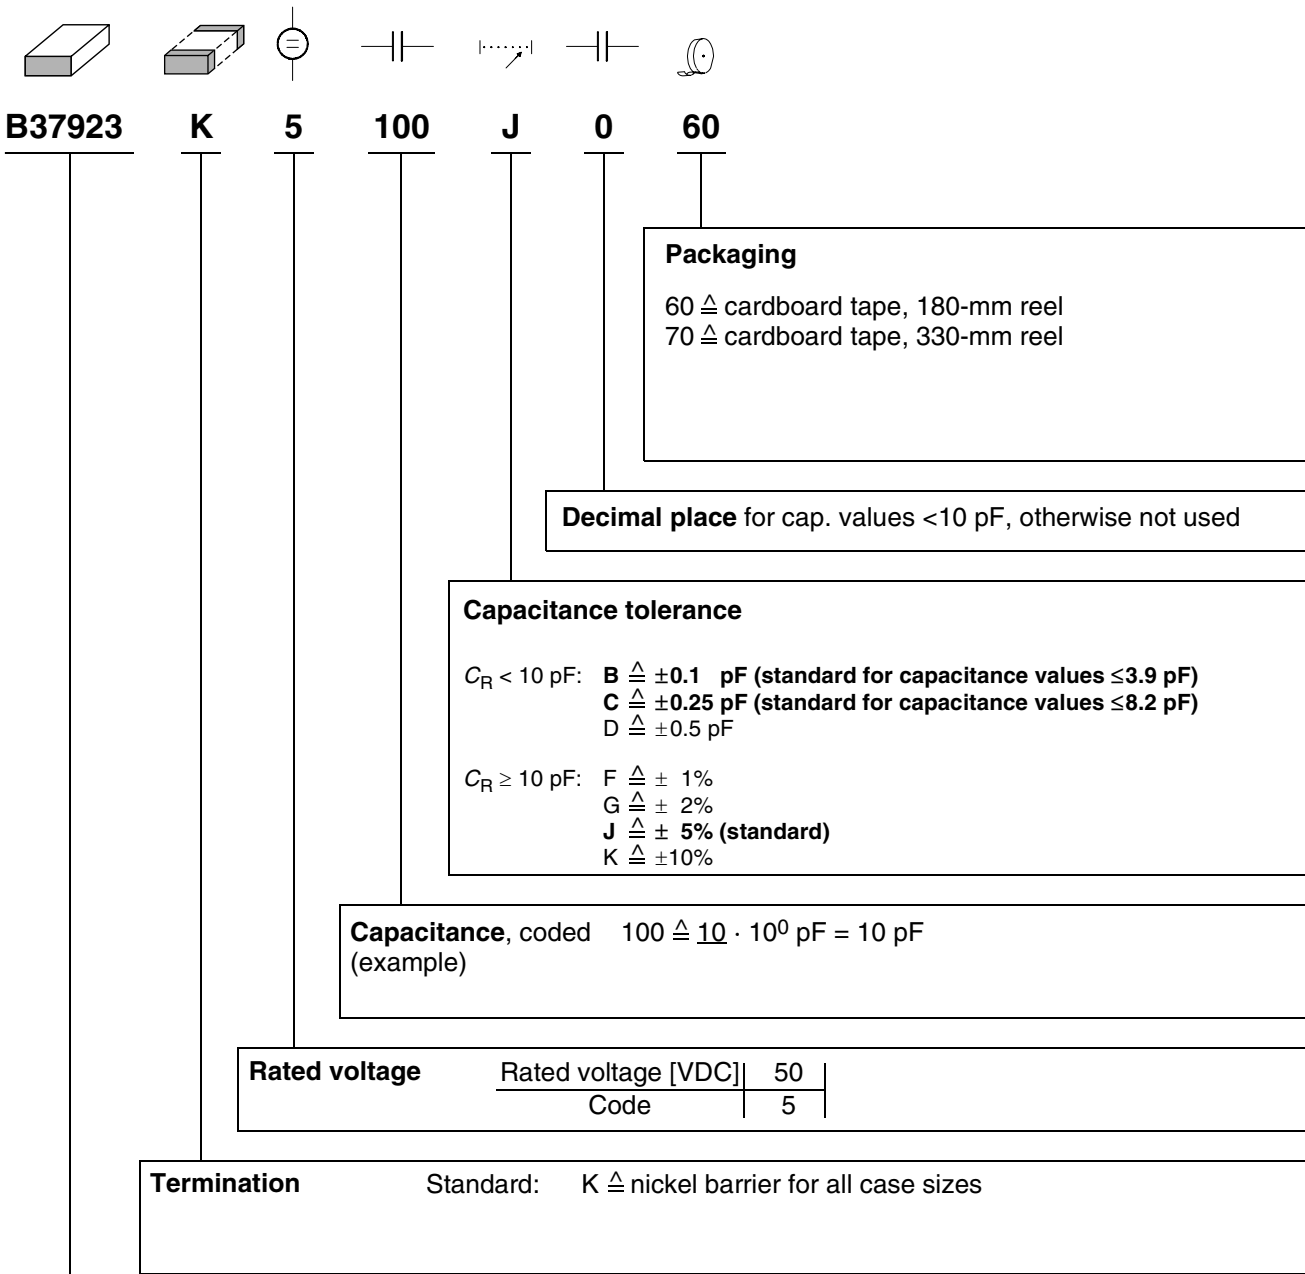 B37923 K 5 100 J 0 60
Packaging
60 ≙ cardboard tape, 180-mm reel
70 ≙ cardboard tape, 330-mm reel
Decimal place for cap. values <10 pF, otherwise not used
Capacitance tolerance
CR < 10 pF: B ≙ ±0.1 pF (standard for capacitance values ≤3.9 pF)
C ≙ ±0.25 pF (standard for capacitance values ≤8.2 pF)
D ≙ ±0.5 pF
CR ≥ 10 pF: F ≙ ± 1%
G ≙ ± 2%
J ≙ ± 5% (standard)
K ≙ ±10%
Capacitance, coded 100 ≙ 10 · 10⁰ pF = 10 pF
(example)
Rated voltage Rated voltage [VDC] 50
Code 5
Termination Standard: K ≙ nickel barrier for all case sizes